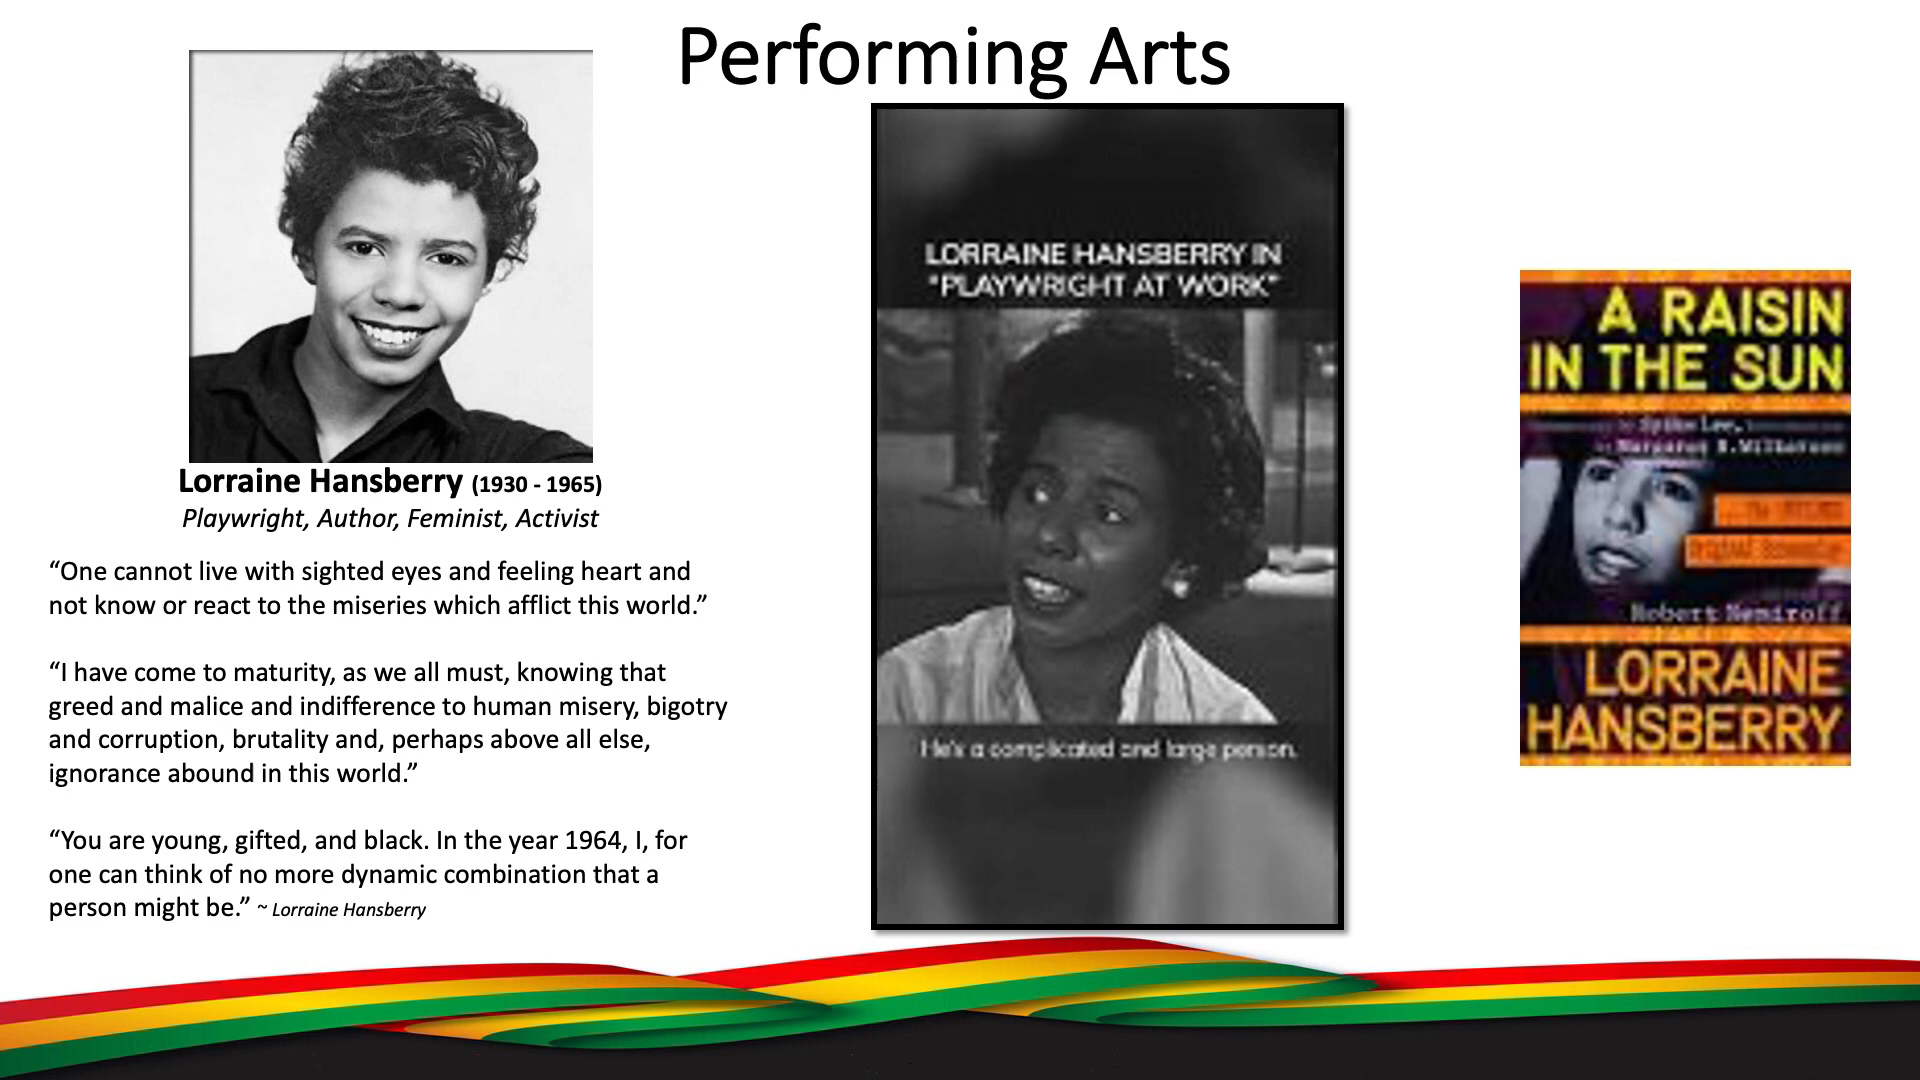 Performing Arts
Lorraine Hansberry (1930 - 1965)
Playwright, Author, Feminist, Activist
“One cannot live with sighted eyes and feeling heart and
not know or react to the miseries which afflict this world.”
“I have come to maturity, as we all must, knowing that
greed and malice and indifference to human misery, bigotry
and corruption, brutality and, perhaps above all else,
ignorance abound in this world.”
“You are young, gifted, and black. In the year 1964, I, for
one can think of no more dynamic combination that a
person might be.” ~ Lorraine Hansberry
LORRAINE HANSBERRY IN
"PLAYWRIGHT AT WORK"
He's a complicated and large person.
A RAISIN
IN THE SUN
by Spike Lee,
Margaret B. Wilkerson
Robert Nemiroff
LORRAINE
HANSBERRY